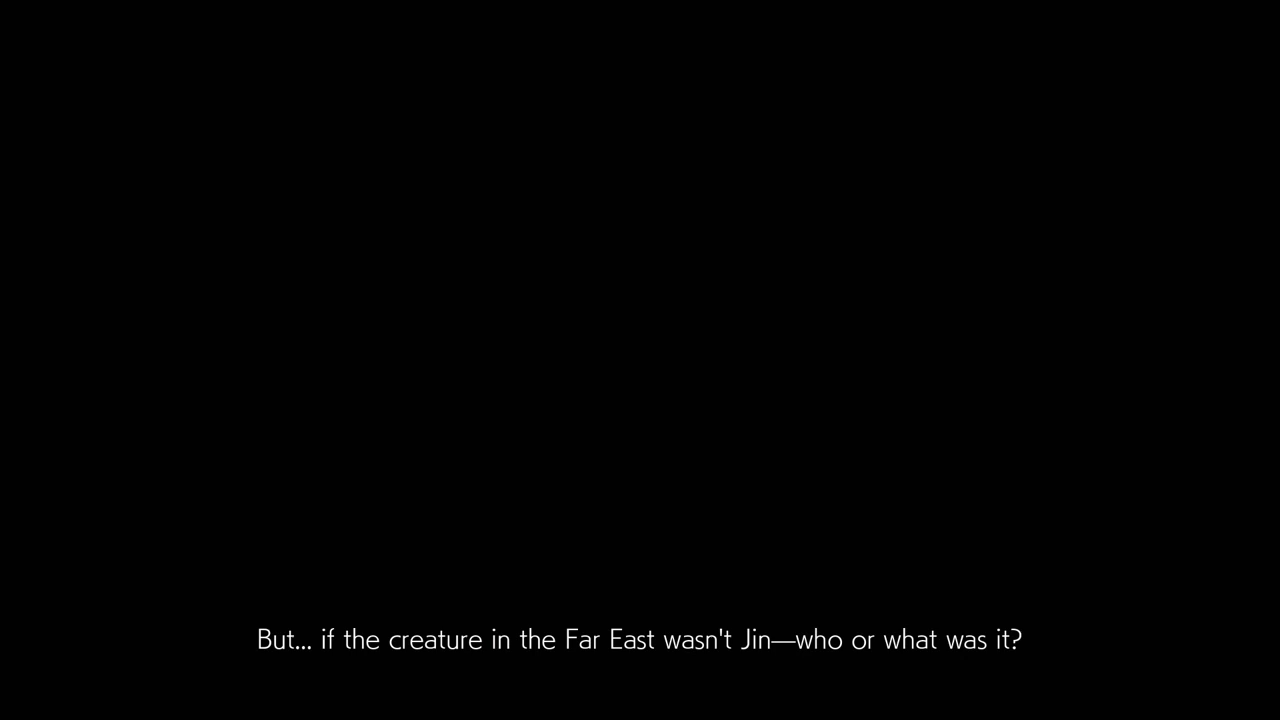 But... if the creature in the Far East wasn't Jin—who or what was it?